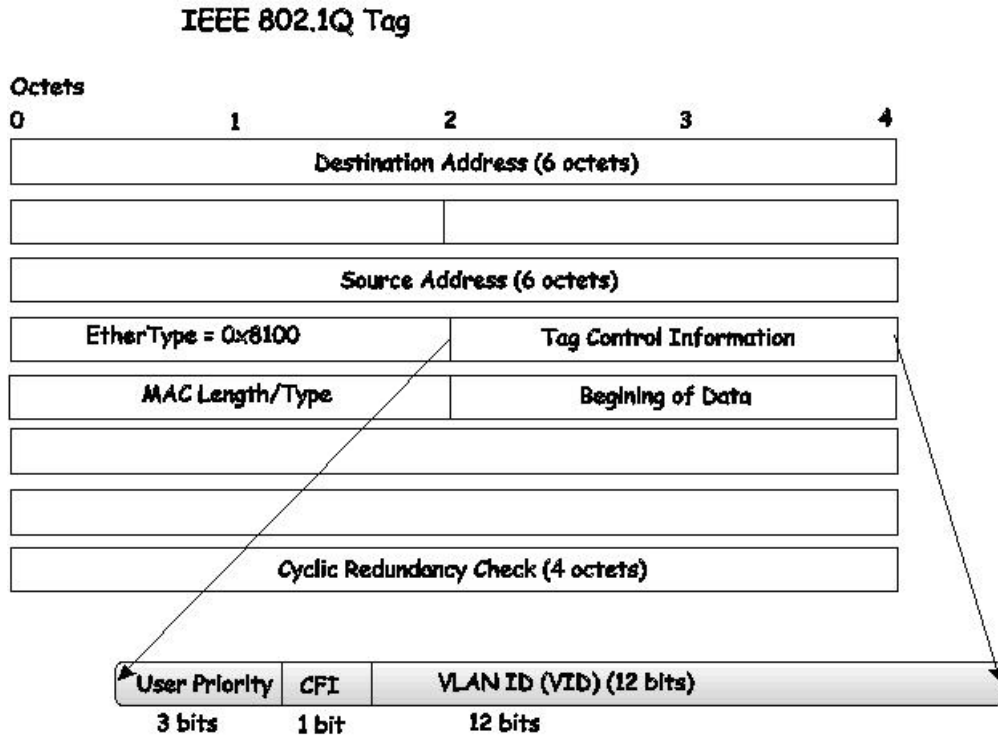 IEEE 802.1Q Tag
Octets
0 1 2 3 4
Destination Address (6 octets)
Source Address (6 octets)
EtherType = 0x8100 Tag Control Information
MAC Length/Type Begining of Data
Cyclic Redundancy Check (4 octets)
User Priority CFI VLAN ID (VID) (12 bits)
3 bits 1 bit 12 bits